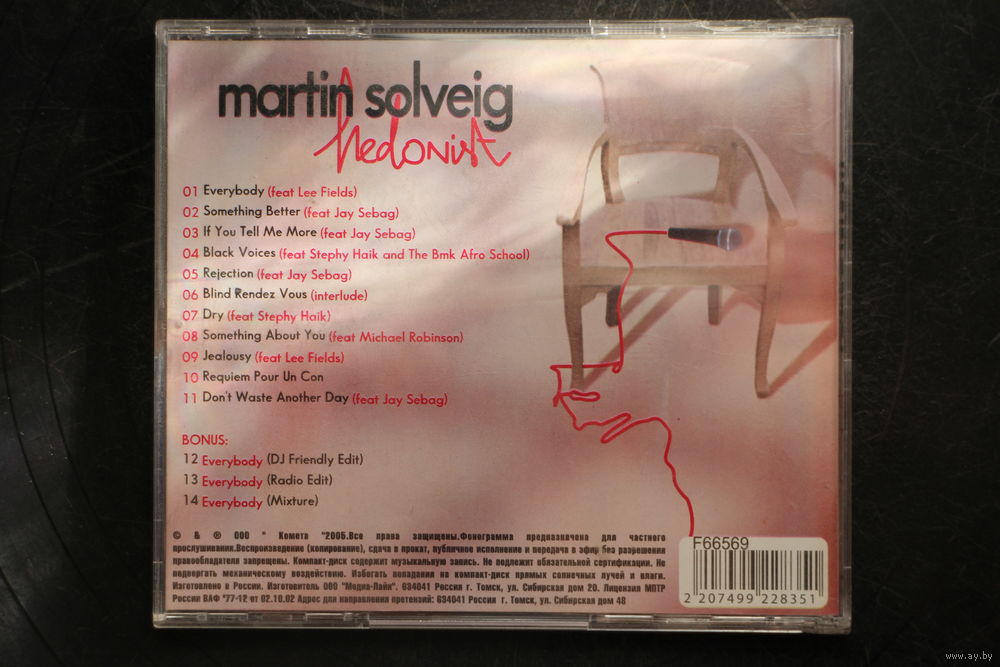 martin solveig
hedonist
01 Everybody (feat Lee Fields)
02 Something Better (feat Jay Sebag)
03 If You Tell Me More (feat Jay Sebag)
04 Black Voices (feat Stephy Haik and The Bmk Afro School)
05 Rejection (feat Jay Sebag)
06 Blind Rendez Vous (interlude)
07 Dry (feat Stephy Haik)
08 Something About You (feat Michael Robinson)
09 Jealousy (feat Lee Fields)
10 Requiem Pour Un Con
11 Don't Waste Another Day (feat Jay Sebag)
BONUS:
12 Everybody (DJ Friendly Edit)
13 Everybody (Radio Edit)
14 Everybody (Mixture)
© & ® ООО " Комета "2005.Все права защищены.Фонограмма предназначена для частного
прослушивания.Воспроизведение (копирование), сдача в прокат, публичное исполнение и передача в эфир без разрешения
правообладателя запрещены. Компакт-диск содержит музыкальную запись. Не подлежит обязательной сертификации. Не
подвергать механическому воздействию. Избегать попадания на компакт-диск прямых солнечных лучей и влаги.
Изготовлено в России. Изготовитель ООО "Медиа-Лайн". 634041 Россия г. Томск, ул. Сибирская дом 20. Лицензия МПТР
России ВАФ "77-12 от 02.10.02 Адрес для направления претензий: 634041 Россия г. Томск, ул. Сибирская дом 48
F66569
2 207499 228351
www.ay.by